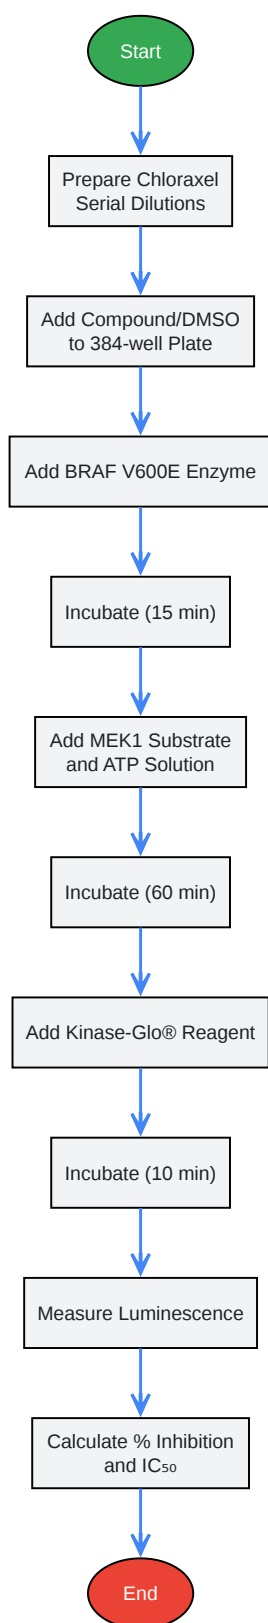 Start
Prepare Chloraxel
Serial Dilutions
Add Compound/DMSO
to 384-well Plate
Add BRAF V600E Enzyme
Incubate (15 min)
Add MEK1 Substrate
and ATP Solution
Incubate (60 min)
Add Kinase-Glo® Reagent
Incubate (10 min)
Measure Luminescence
Calculate % Inhibition
and IC₅₀
End